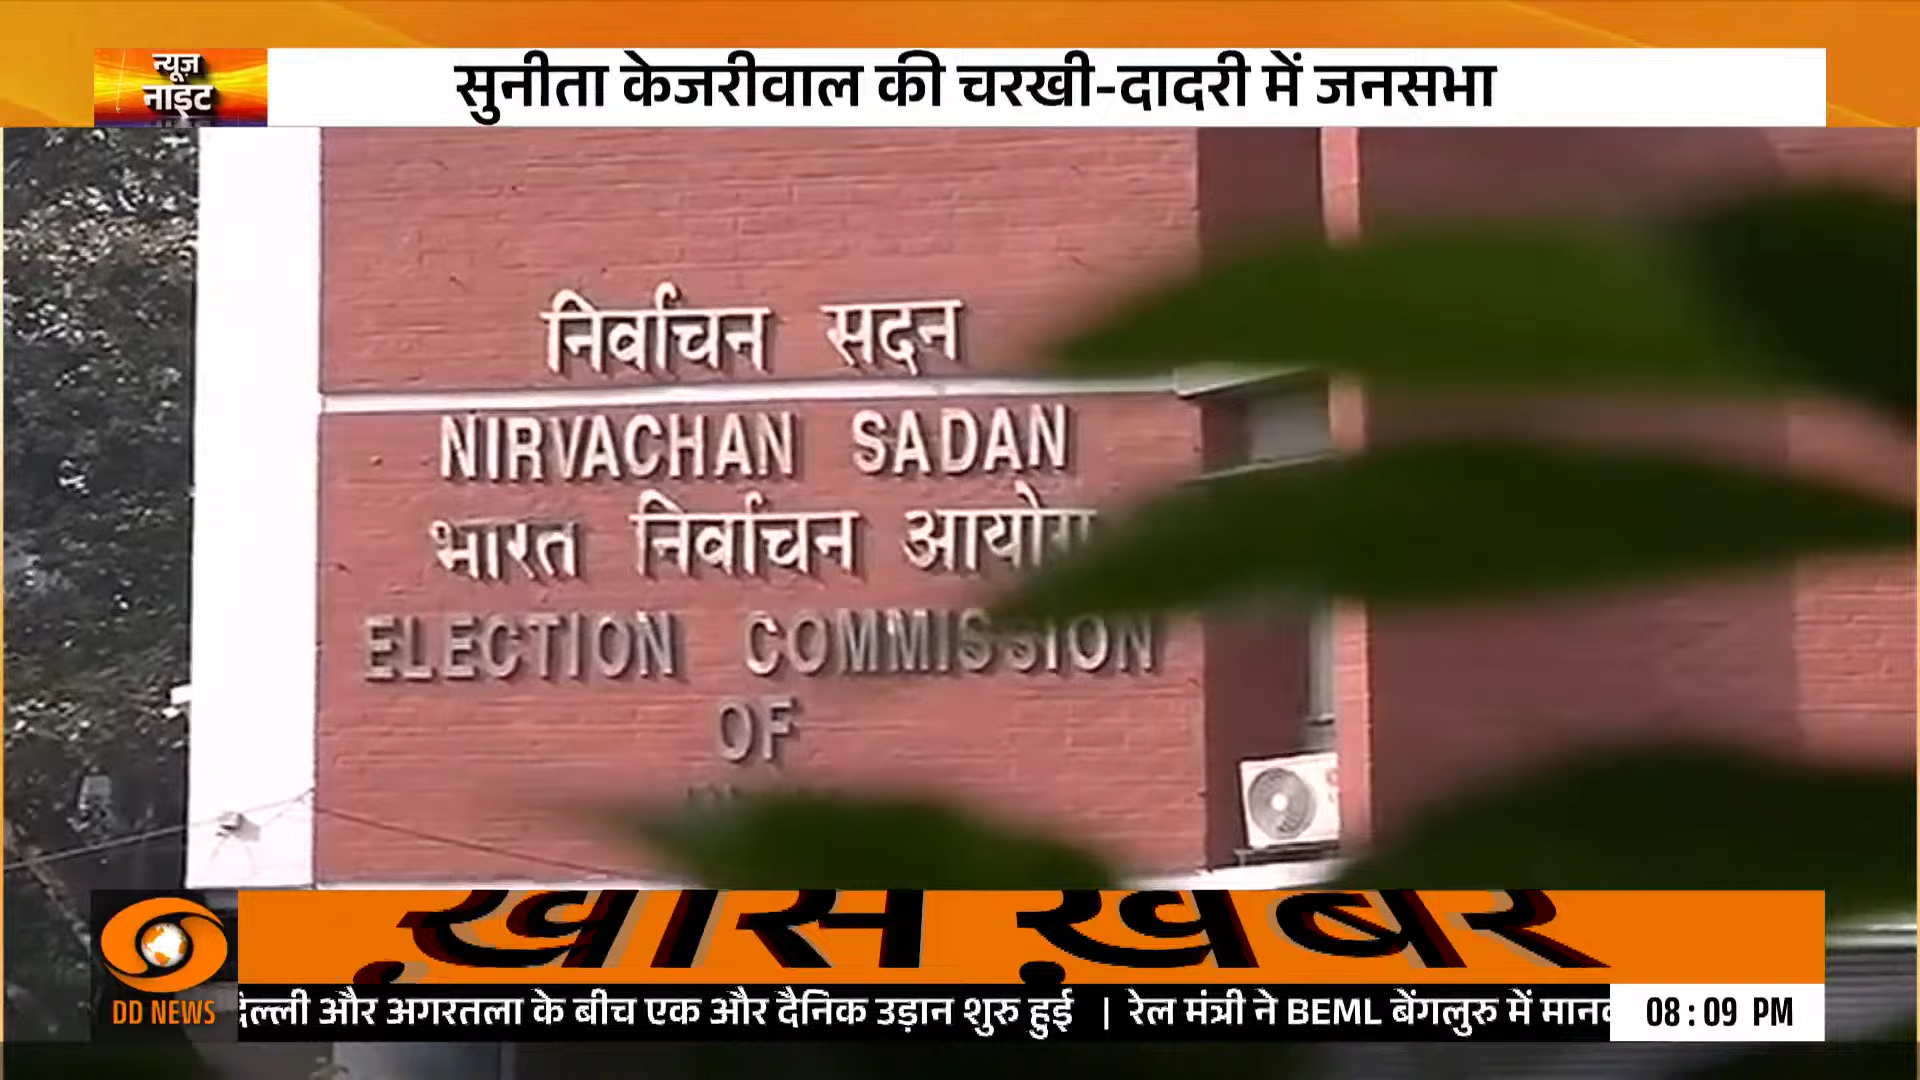 न्यूज़
नाइट
सुनीता केजरीवाल की चरखी-दादरी में जनसभा
निर्वाचन सदन
NIRVACHAN SADAN
भारत निर्वाचन आयोग
ELECTION COMMISSION
OF
ख़ास ख़बर
DD NEWS
दिल्ली और अगरतला के बीच एक और दैनिक उड़ान शुरु हुई | रेल मंत्री ने BEML बेंगलुरु में
08:09 PM